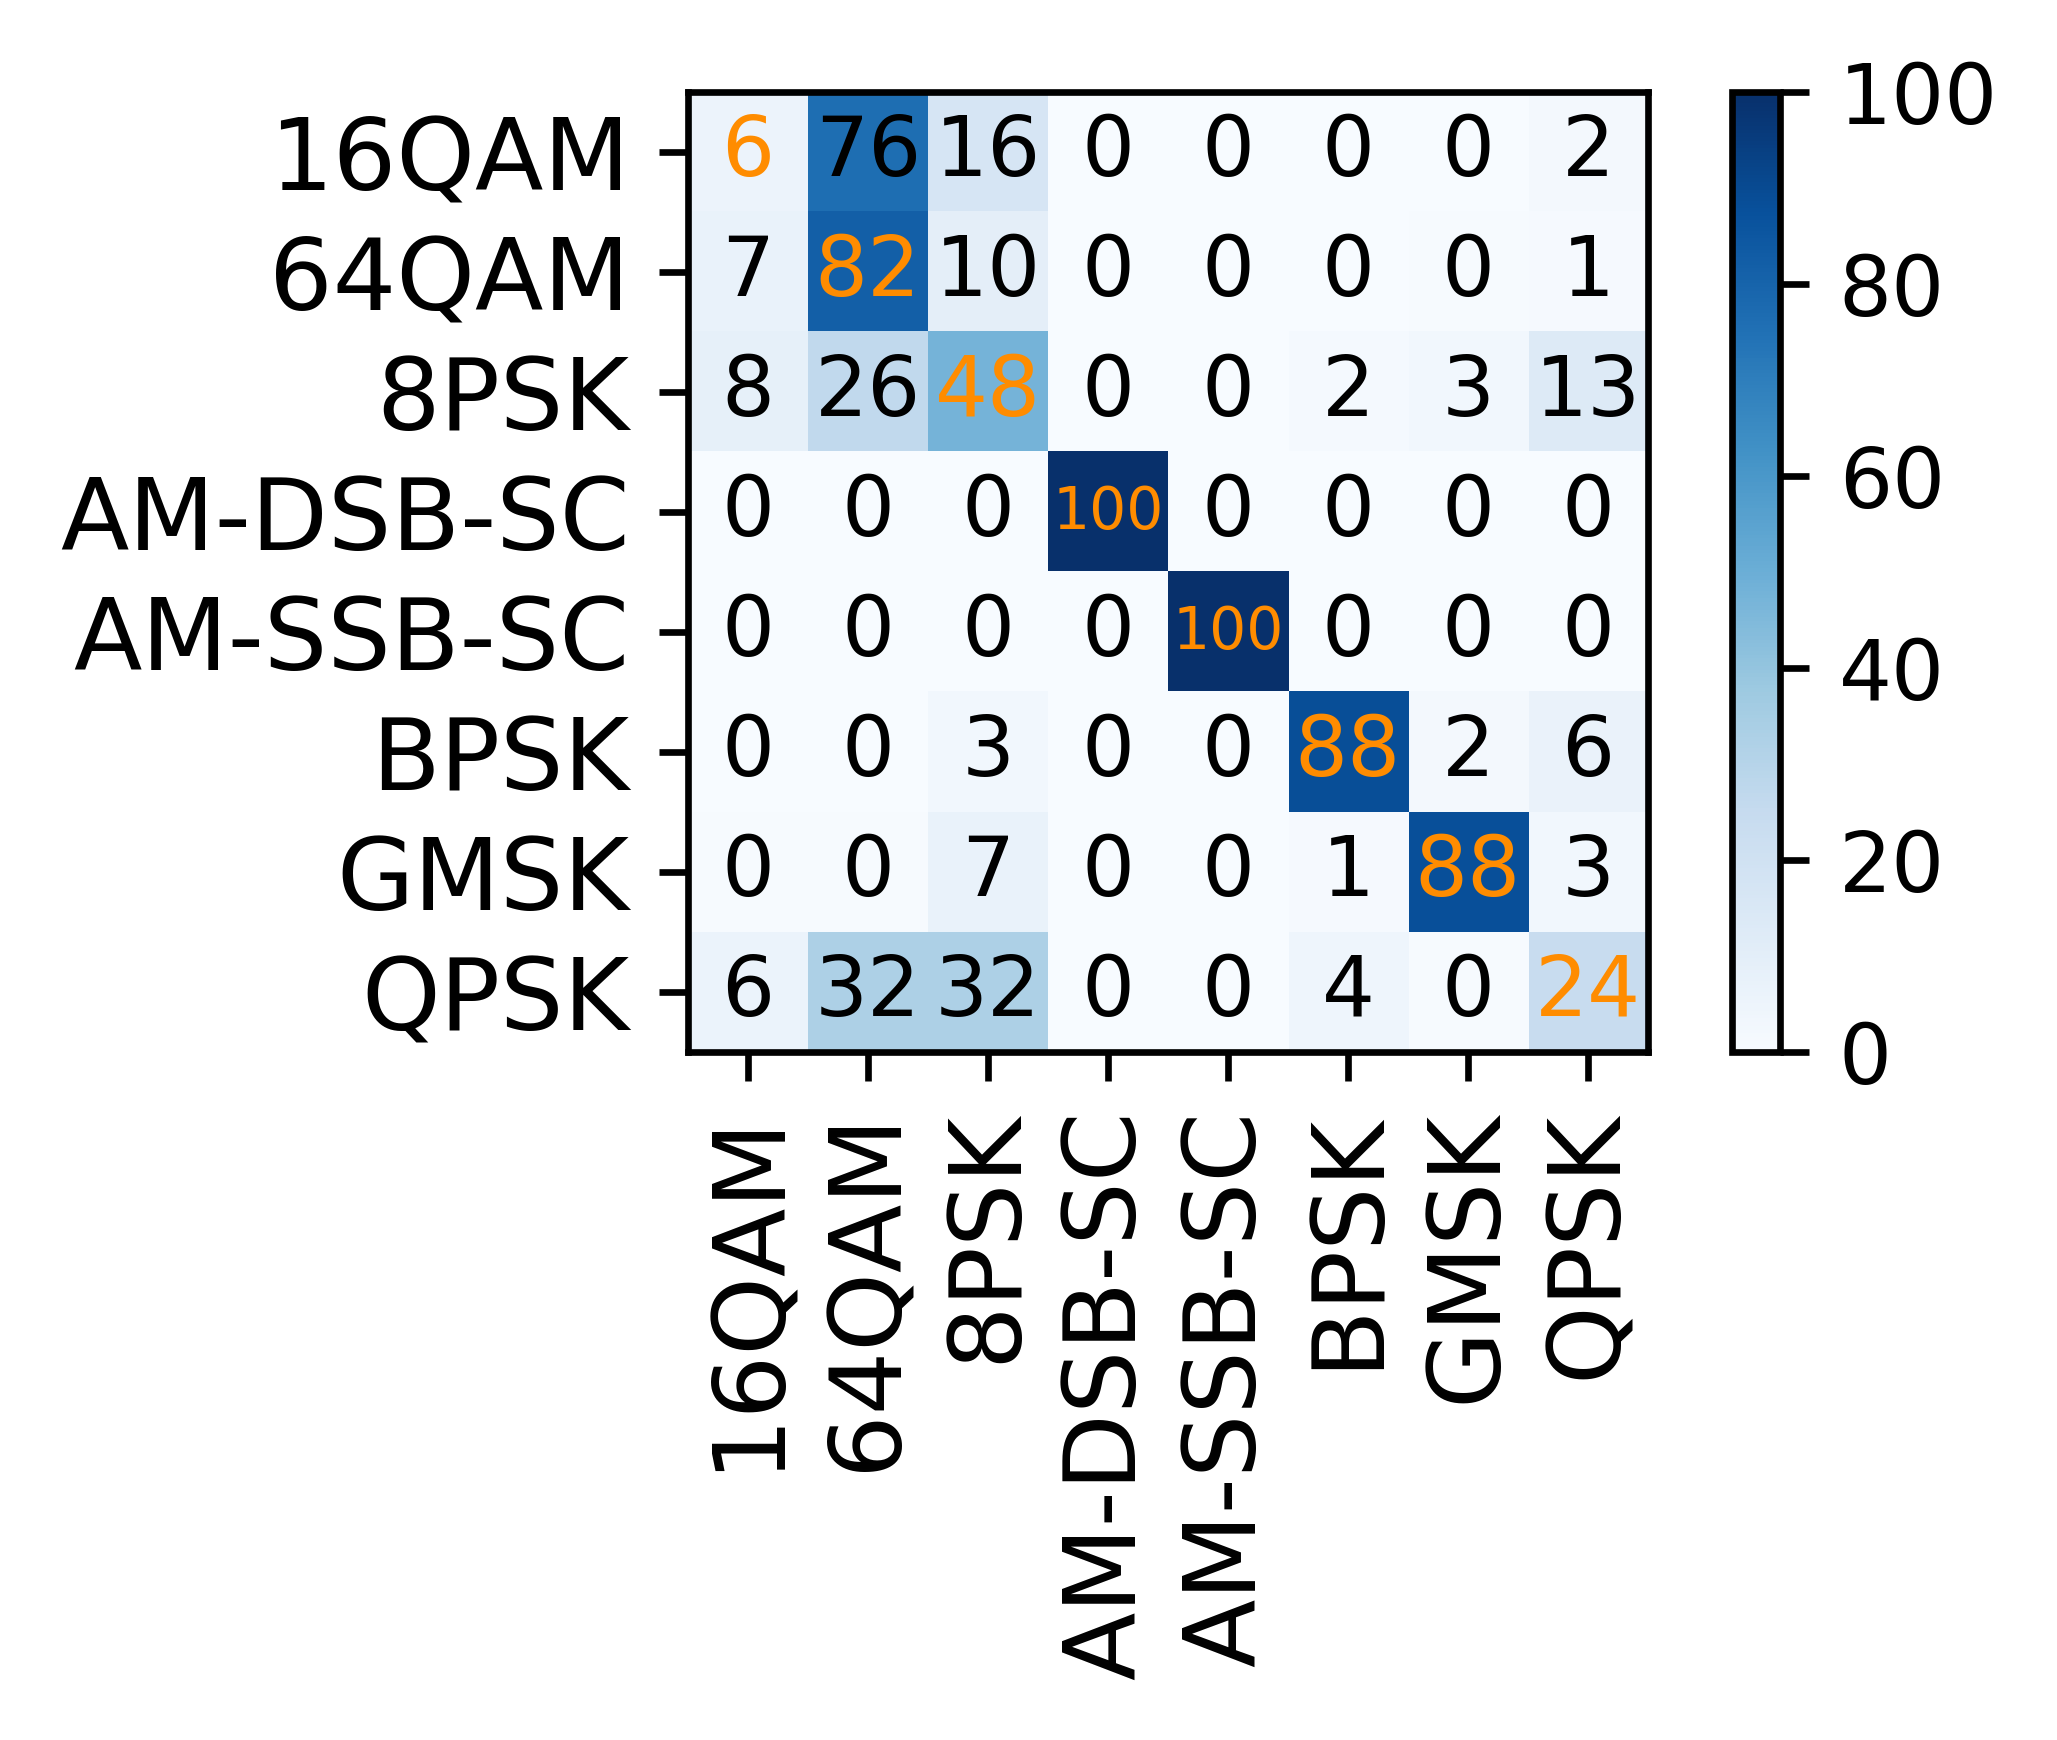 16QAM 6 76 16 0 0 0 0 2
64QAM 7 82 10 0 0 0 0 1
8PSK 8 26 48 0 0 2 3 13
AM-DSB-SC 0 0 0 100 0 0 0 0
AM-SSB-SC 0 0 0 0 100 0 0 0
BPSK 0 0 3 0 0 88 2 6
GMSK 0 0 7 0 0 1 88 3
QPSK 6 32 32 0 0 4 0 24
16QAM
64QAM
8PSK
AM-DSB-SC
AM-SSB-SC
BPSK
GMSK
QPSK
100
80
60
40
20
0